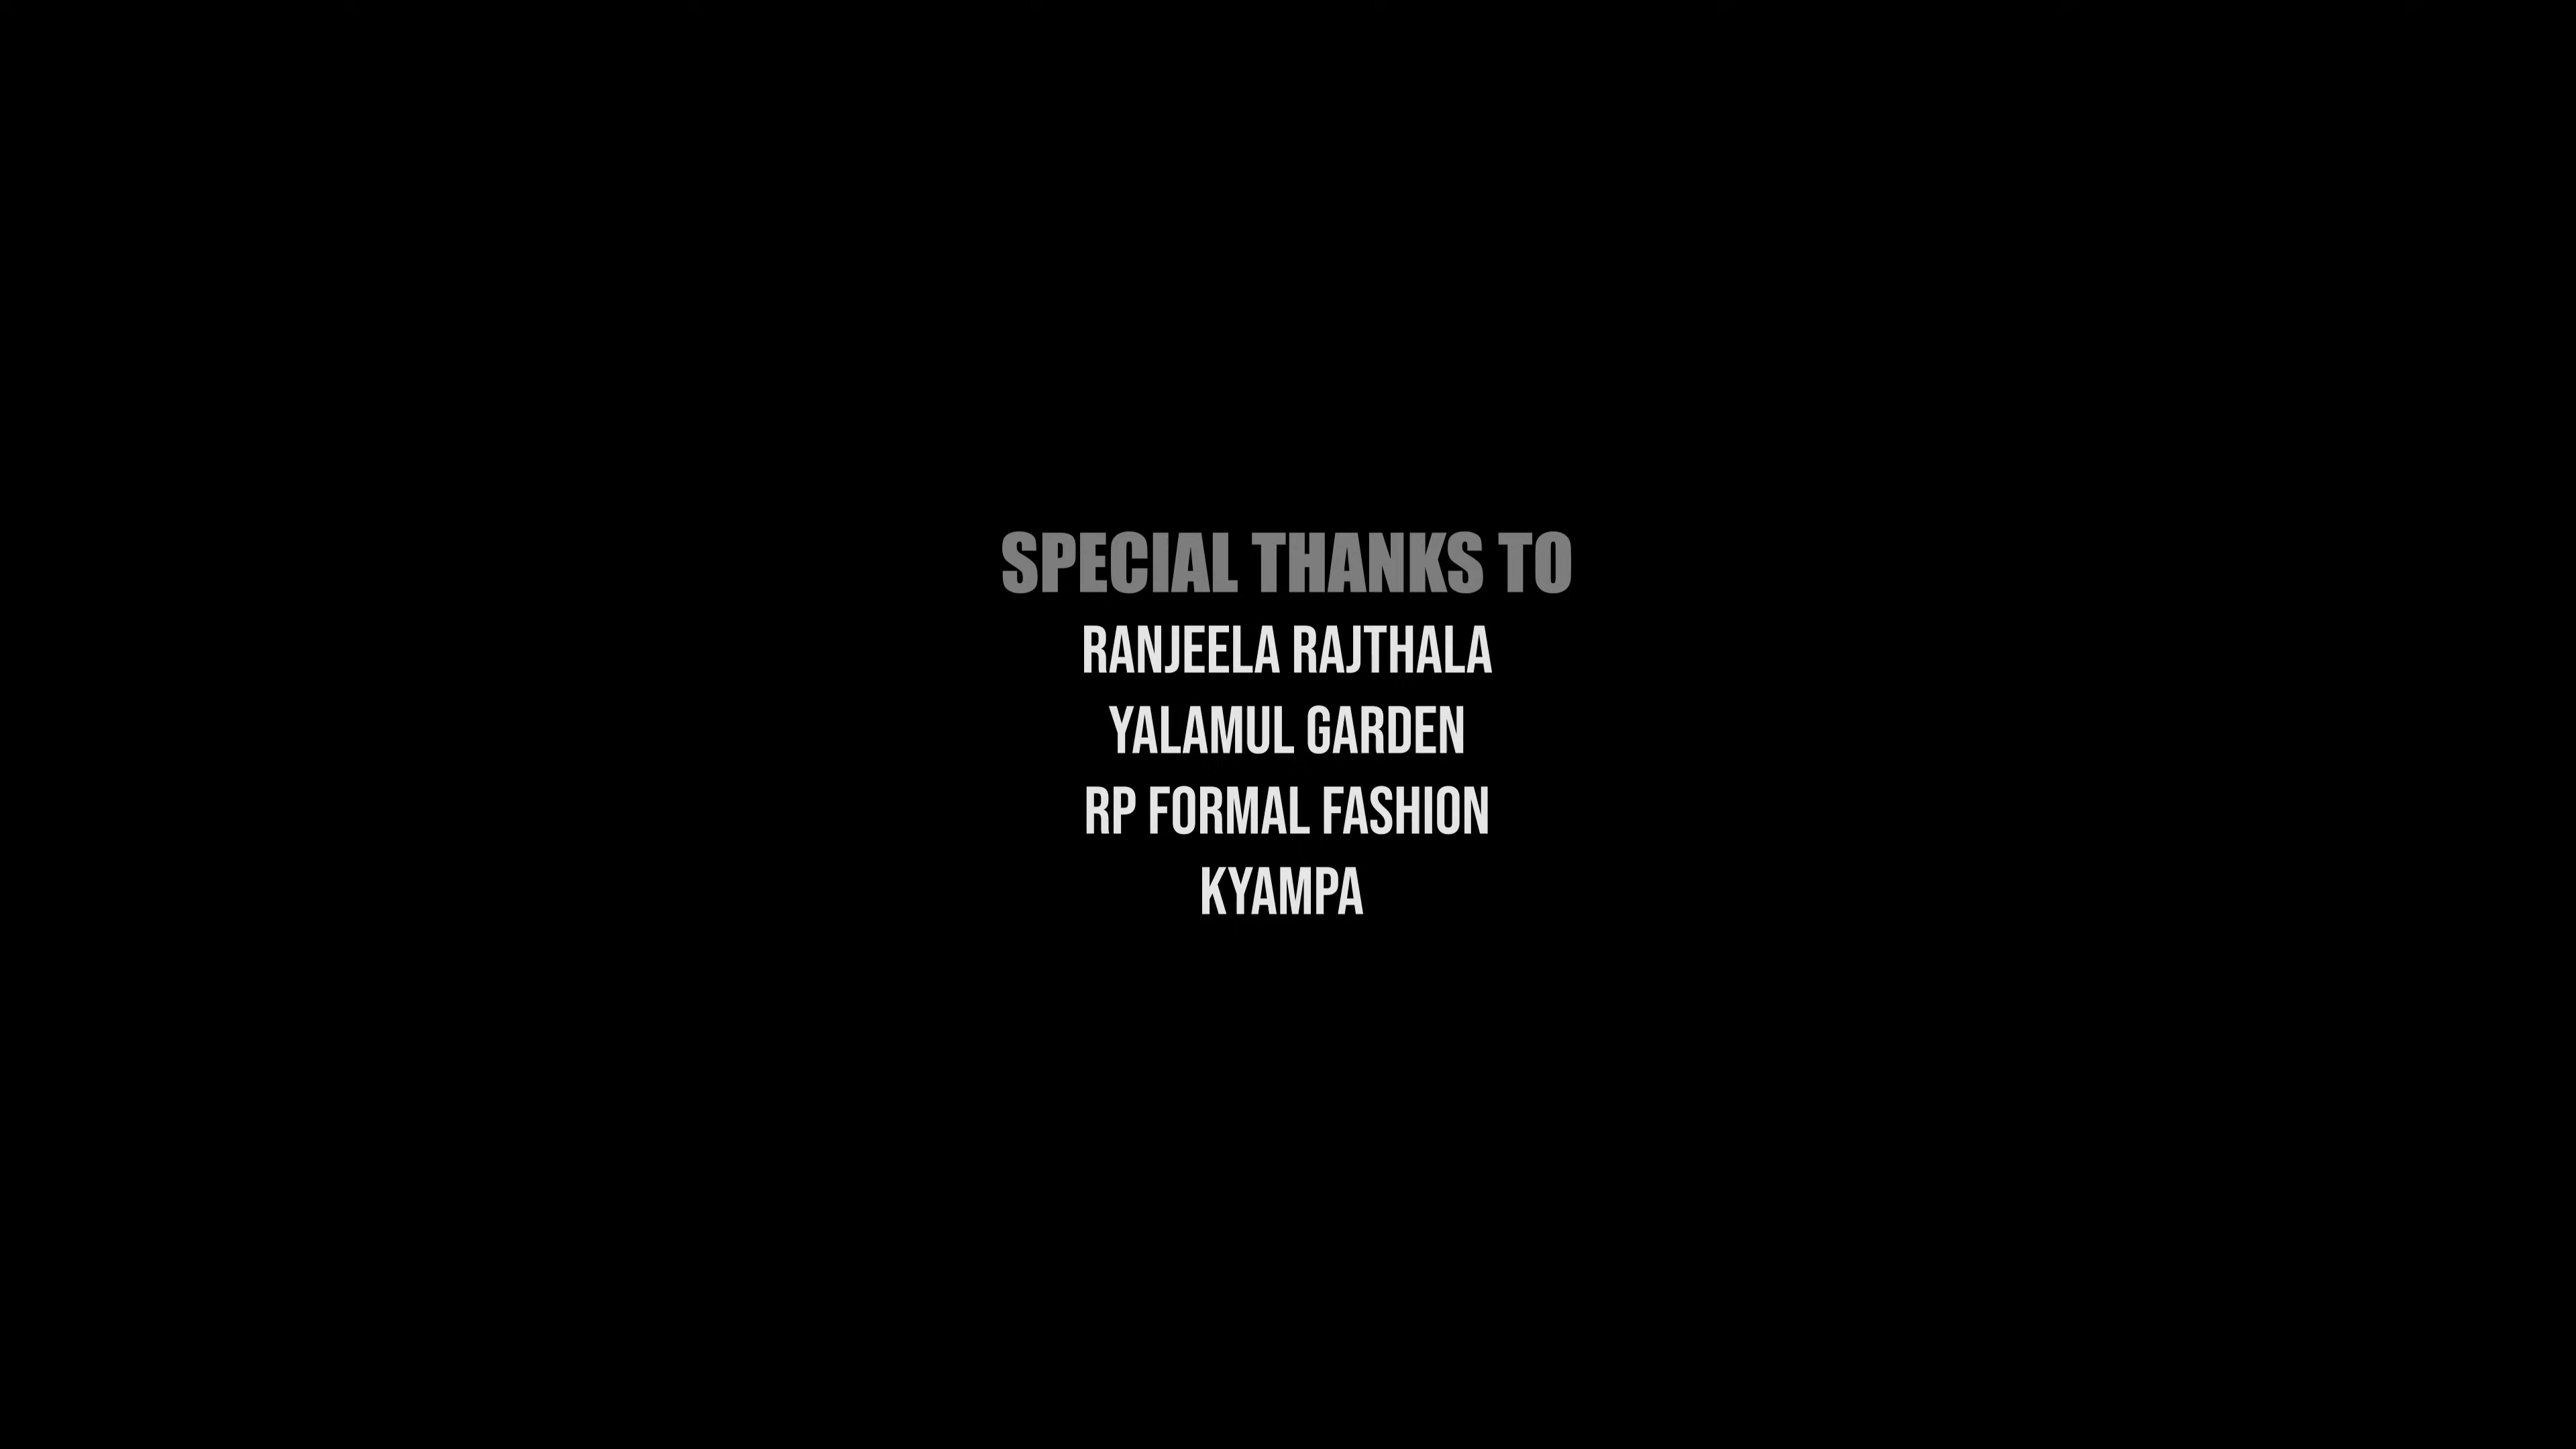 SPECIAL THANKS TO
RANJEELA RAJTHALA
YALAMUL GARDEN
RP FORMAL FASHION
KYAMPA